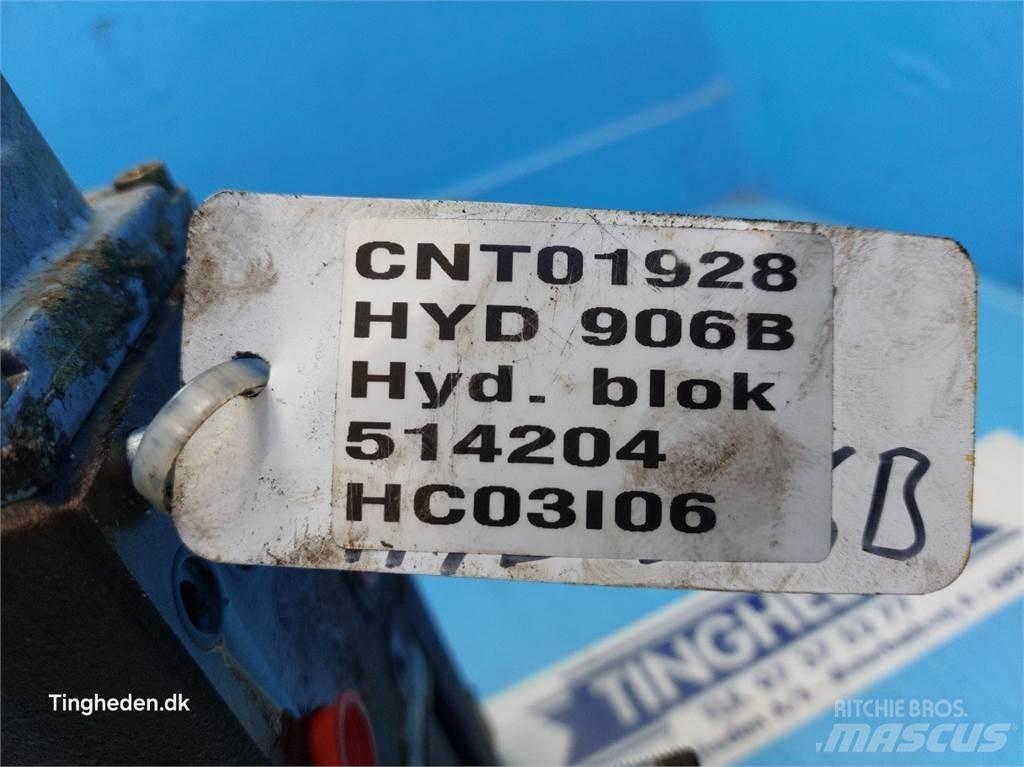 CNT01928
HYD 906B
Hyd. blok
514204
HC03I06
B
TINGHE
Tingheden.dk
RITCHIE BROS.
MASCUS